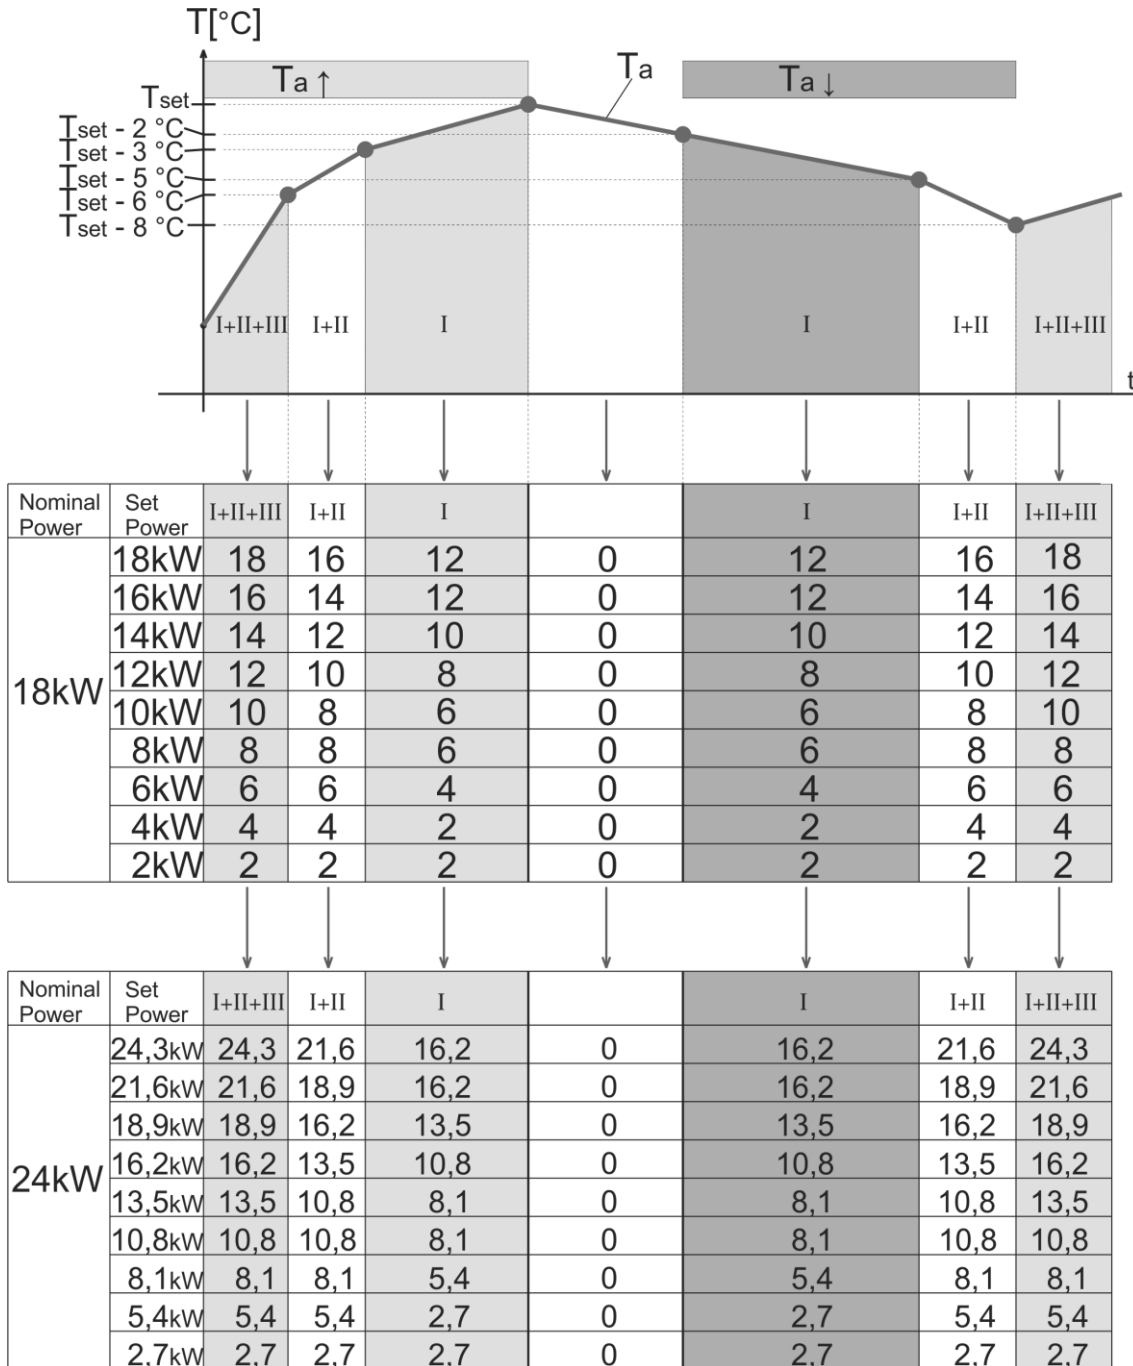 T[°C]
Ta ↑
Ta
Ta ↓
Tset
Tset - 2 °C
Tset - 3 °C
Tset - 5 °C
Tset - 6 °C
Tset - 8 °C
I+II+III I+II I I I+II I+II+III
t
Nominal Power Set Power I+II+III I+II I I I+II I+II+III
18kW
18kW 18 16 12 0 12 16 18
16kW 16 14 12 0 12 14 16
14kW 14 12 10 0 10 12 14
12kW 12 10 8 0 8 10 12
10kW 10 8 6 0 6 8 10
8kW 8 8 6 0 6 8 8
6kW 6 6 4 0 4 6 6
4kW 4 4 2 0 2 4 4
2kW 2 2 2 0 2 2 2
Nominal Power Set Power I+II+III I+II I I I+II I+II+III
24kW
24,3kW 24,3 21,6 16,2 0 16,2 21,6 24,3
21,6kW 21,6 18,9 16,2 0 16,2 18,9 21,6
18,9kW 18,9 16,2 13,5 0 13,5 16,2 18,9
16,2kW 16,2 13,5 10,8 0 10,8 13,5 16,2
13,5kW 13,5 10,8 8,1 0 8,1 10,8 13,5
10,8kW 10,8 10,8 8,1 0 8,1 10,8 10,8
8,1kW 8,1 8,1 5,4 0 5,4 8,1 8,1
5,4kW 5,4 5,4 2,7 0 2,7 5,4 5,4
2,7kW 2,7 2,7 2,7 0 2,7 2,7 2,7